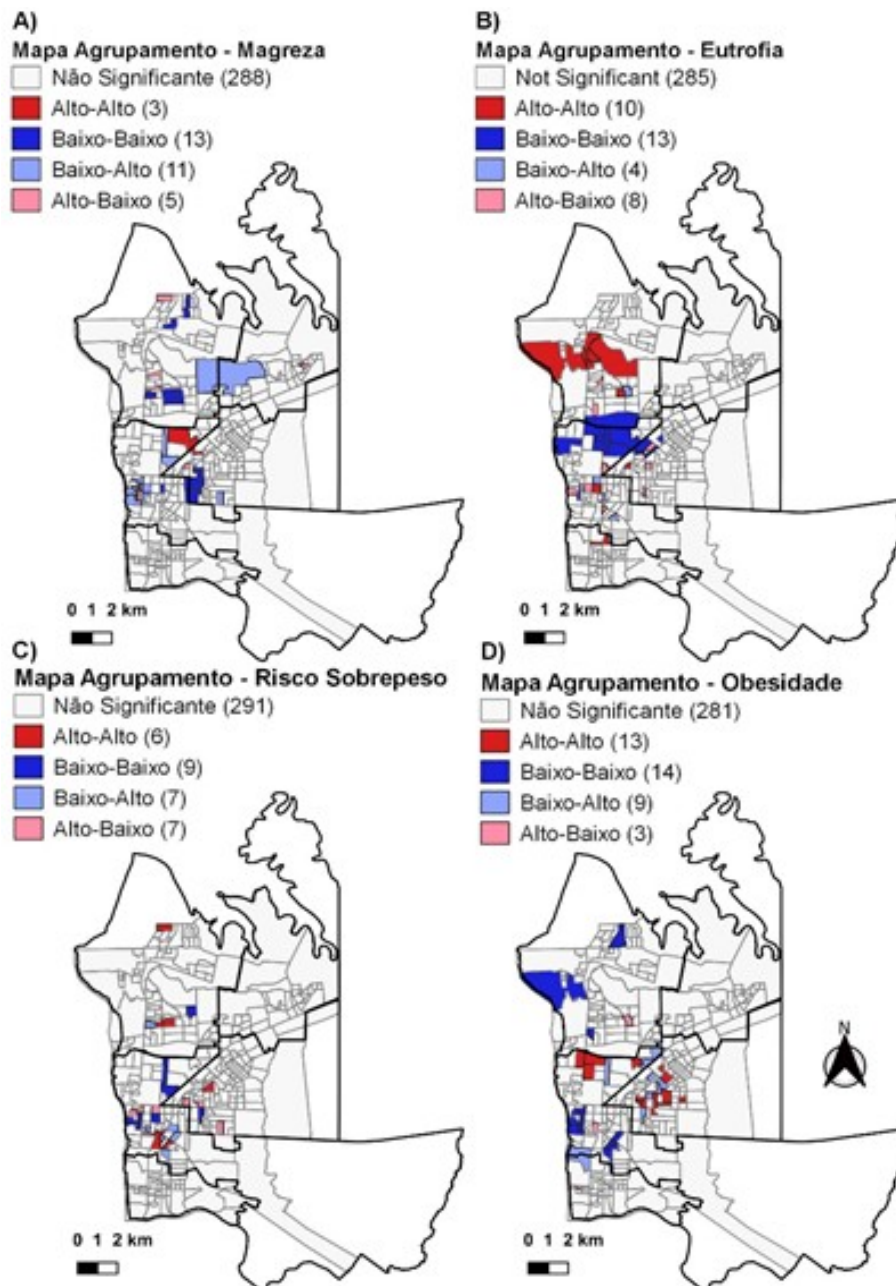 A)
Mapa Agrupamento - Magreza
Não Significante (288)
Alto-Alto (3)
Baixo-Baixo (13)
Baixo-Alto (11)
Alto-Baixo (5)
0 1 2 km
B)
Mapa Agrupamento - Eutrofia
Not Significant (285)
Alto-Alto (10)
Baixo-Baixo (13)
Baixo-Alto (4)
Alto-Baixo (8)
0 1 2 km
C)
Mapa Agrupamento - Risco Sobrepeso
Não Significante (291)
Alto-Alto (6)
Baixo-Baixo (9)
Baixo-Alto (7)
Alto-Baixo (7)
0 1 2 km
D)
Mapa Agrupamento - Obesidade
Não Significante (281)
Alto-Alto (13)
Baixo-Baixo (14)
Baixo-Alto (9)
Alto-Baixo (3)
N
0 1 2 km